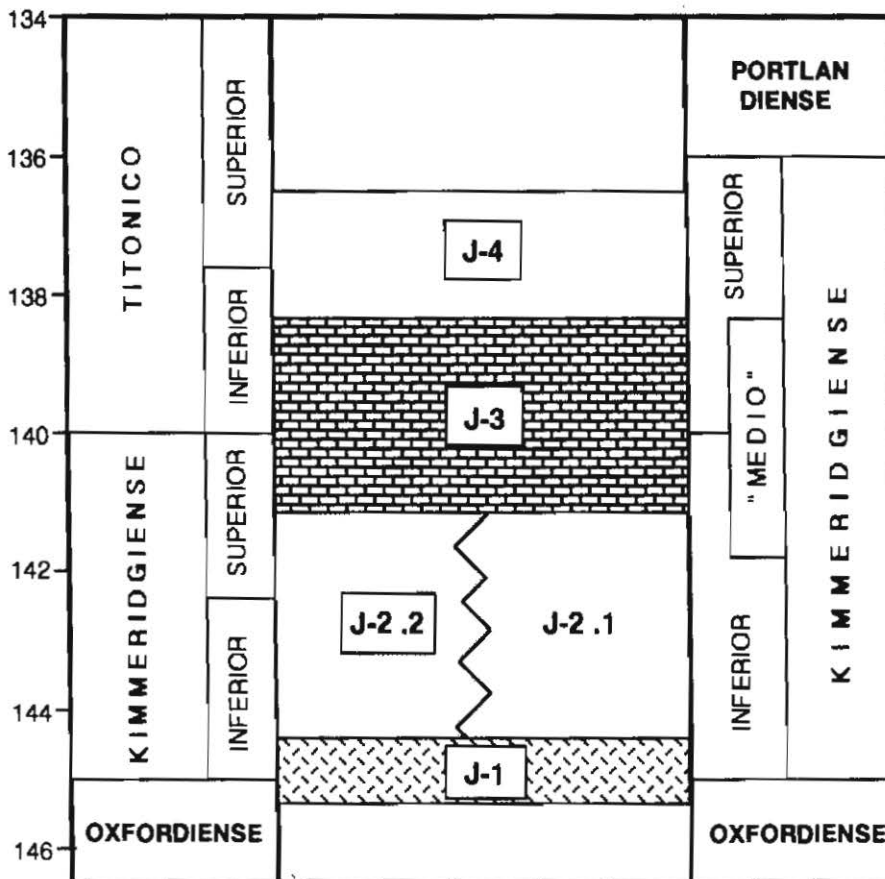 134
136
138
140
142
144
146
TITONICO
KIMMERIDGIENSE
OXFORDIENSE
SUPERIOR
INFERIOR
SUPERIOR
INFERIOR
J-4
J-3
J-2 .2
J-2 .1
J-1
PORTLAN
DIENSE
SUPERIOR
"MEDIO"
INFERIOR
KIMMERIDGIENSE
OXFORDIENSE